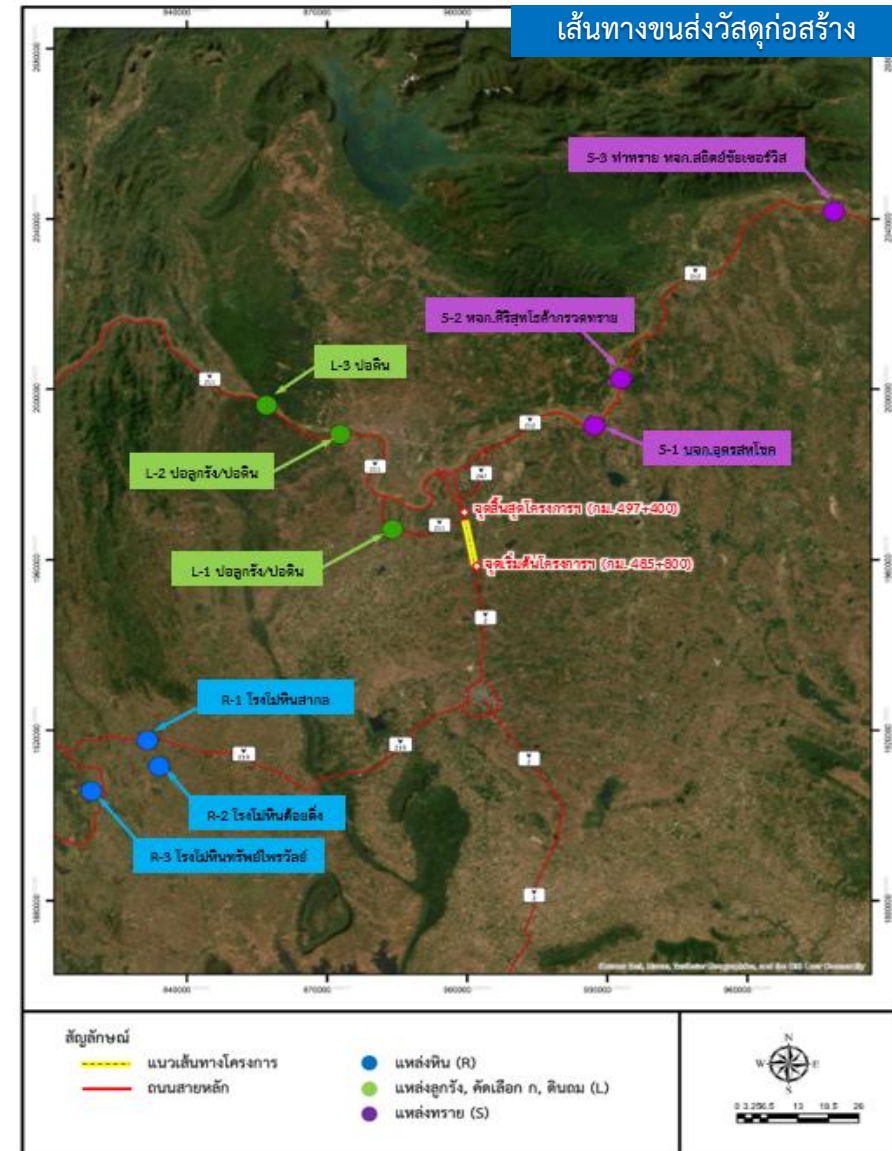 เส้นทางขนส่งวัสดุก่อสร้าง
S-3 ท่าทราย หจก.สถิตย์ชัยเซอร์วิส
S-2 หจก.ศิริสุทโธค้ากรวดทราย
L-3 บ่อดิน
L-2 บ่อลูกรัง/บ่อดิน
S-1 บจก.อุดรสหโชค
จุดสิ้นสุดโครงการฯ (กม. 497+400)
L-1 บ่อลูกรัง/บ่อดิน
จุดเริ่มต้นโครงการฯ (กม. 485+800)
R-1 โรงโม่หินสากล
R-2 โรงโม่หินต้อยติ่ง
R-3 โรงโม่หินทรัพย์ไพรวัลย์
สัญลักษณ์
แนวเส้นทางโครงการ
ถนนสายหลัก
แหล่งหิน (R)
แหล่งลูกรัง, คัดเลือก ก, ดินถม (L)
แหล่งทราย (S)
N
W E
S
13 19.5 26